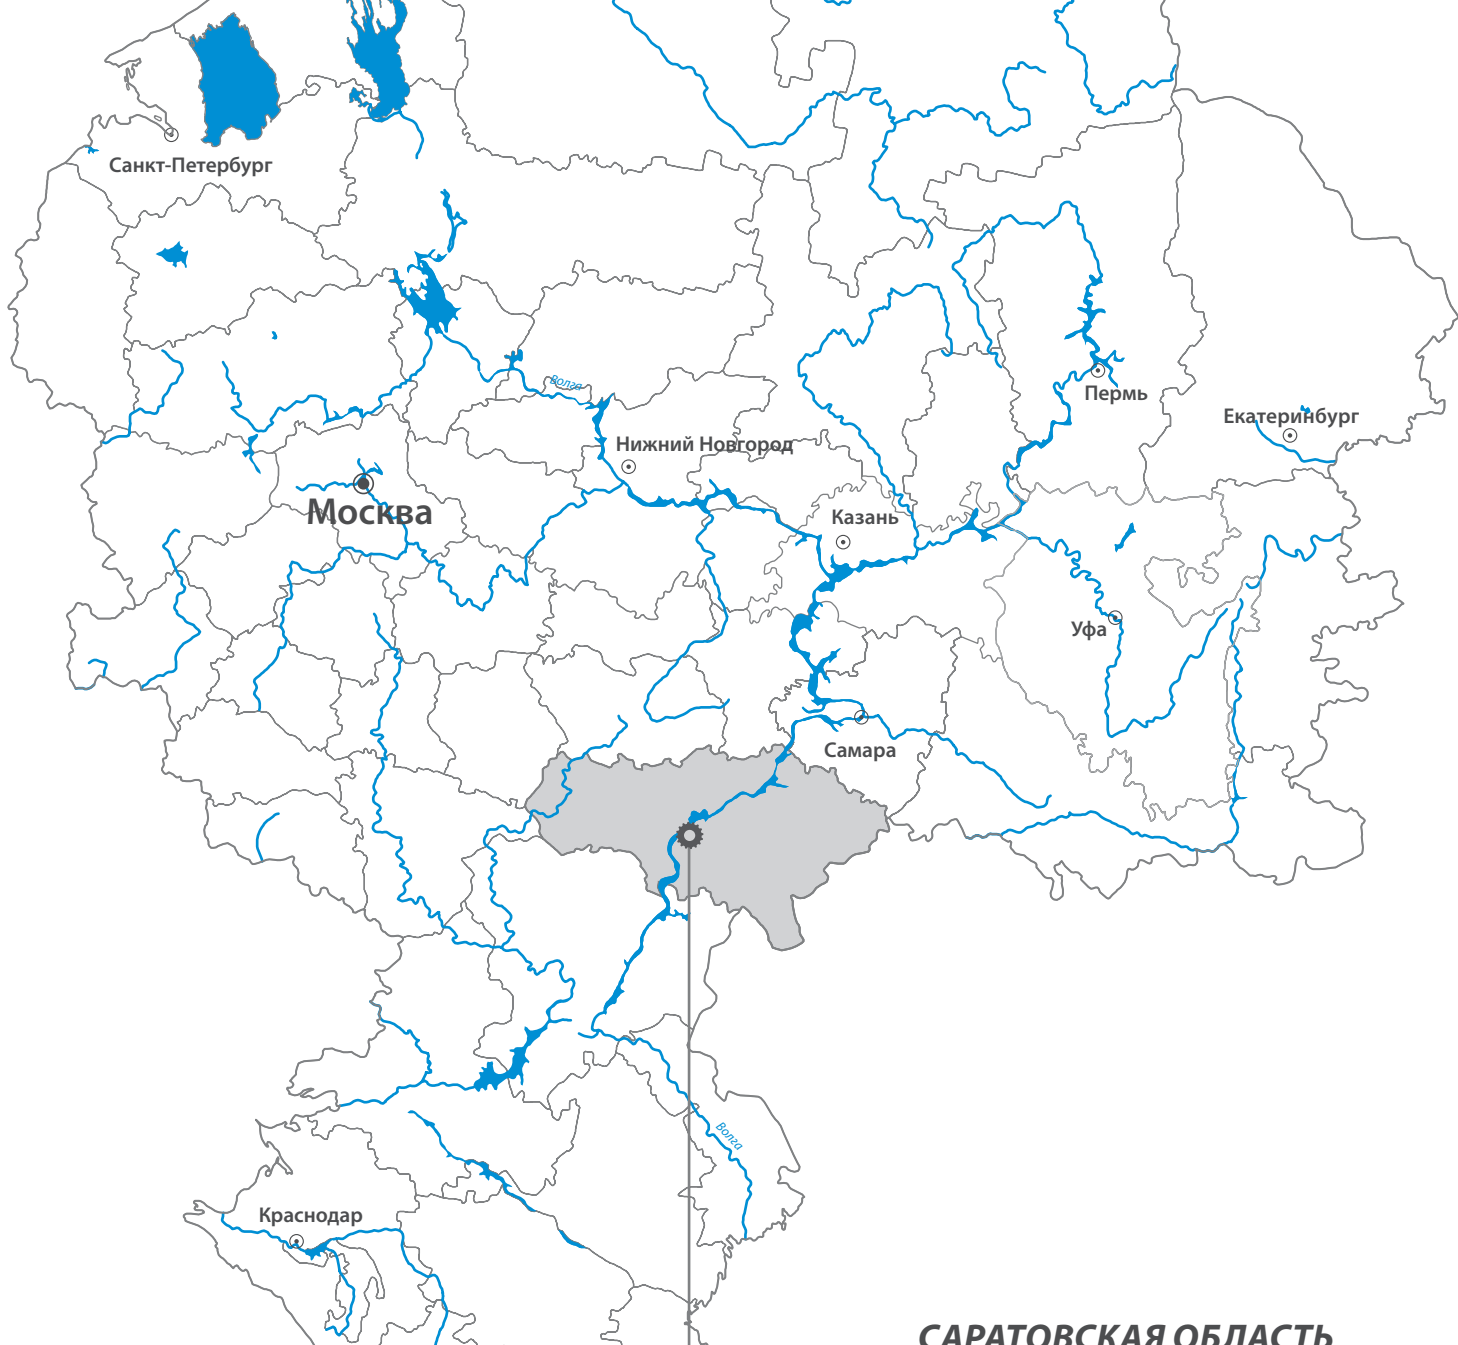 Санкт-Петербург
Волга
Пермь
Екатеринбург
Нижний Новгород
Москва
Казань
Уфа
Самара
Волга
Краснодар
САРАТОВСКАЯ ОБЛАСТЬ